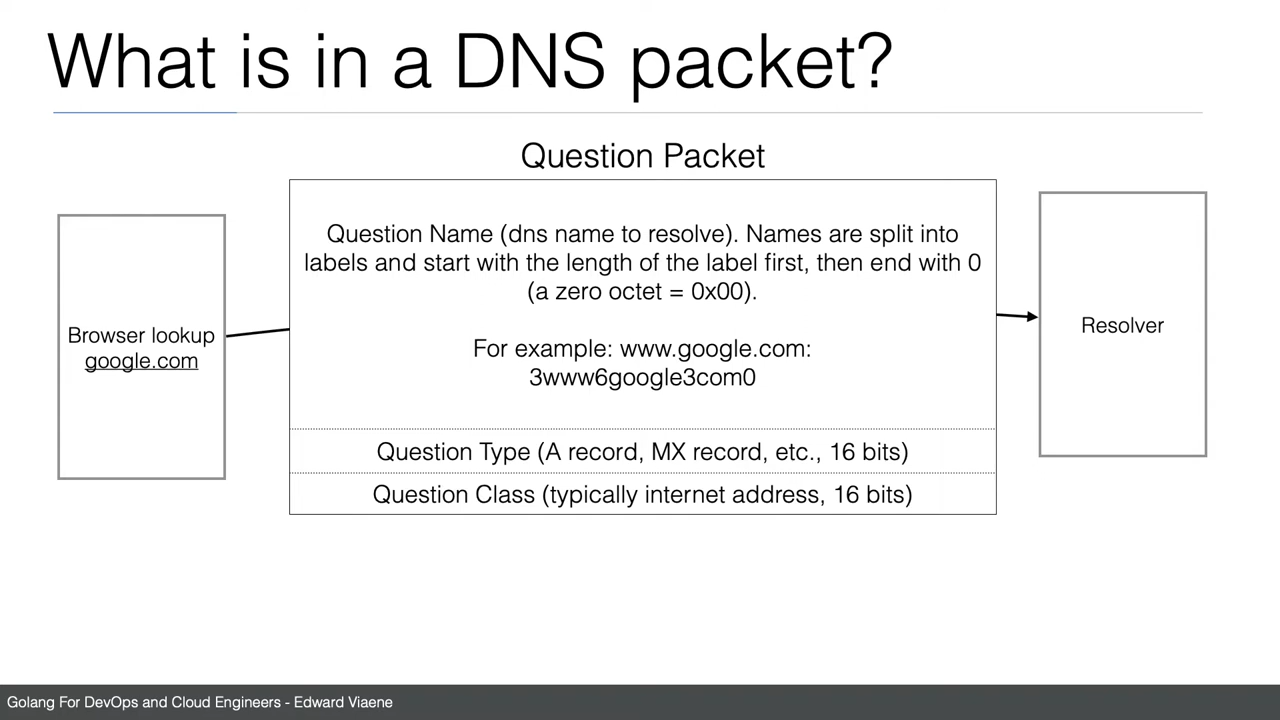 What is in a DNS packet?
Question Packet
Browser lookup
google.com
Question Name (dns name to resolve). Names are split into
labels and start with the length of the label first, then end with 0
(a zero octet = 0x00).
For example: www.google.com:
3www6google3com0
Question Type (A record, MX record, etc., 16 bits)
Question Class (typically internet address, 16 bits)
Resolver
Golang For DevOps and Cloud Engineers - Edward Viaene